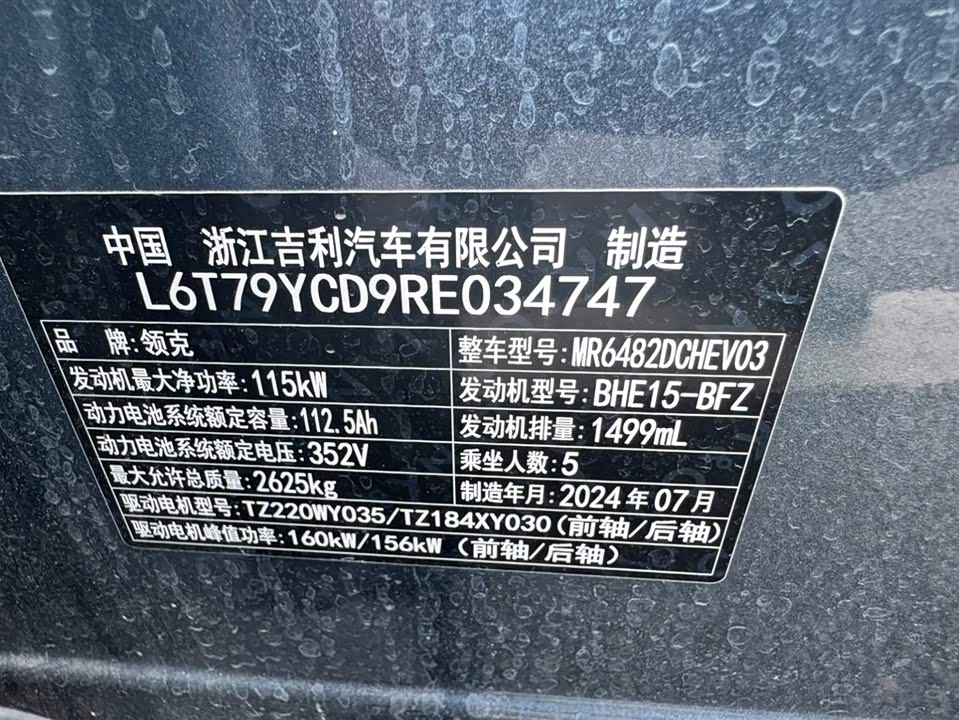 中国 浙江吉利汽车有限公司 制造
L6T79YCD9RE034747
品 牌:领克 整车型号:MR6482DCHEV03
发动机最大净功率:115kW 发动机型号:BHE15-BFZ
动力电池系统额定容量:112.5Ah 发动机排量:1499mL
动力电池系统额定电压:352V 乘坐人数:5
最大允许总质量:2625kg 制造年月:2024年07月
驱动电机型号:TZ220WY035/TZ184XY030(前轴/后轴)
驱动电机峰值功率:160kW/156kW(前轴/后轴)